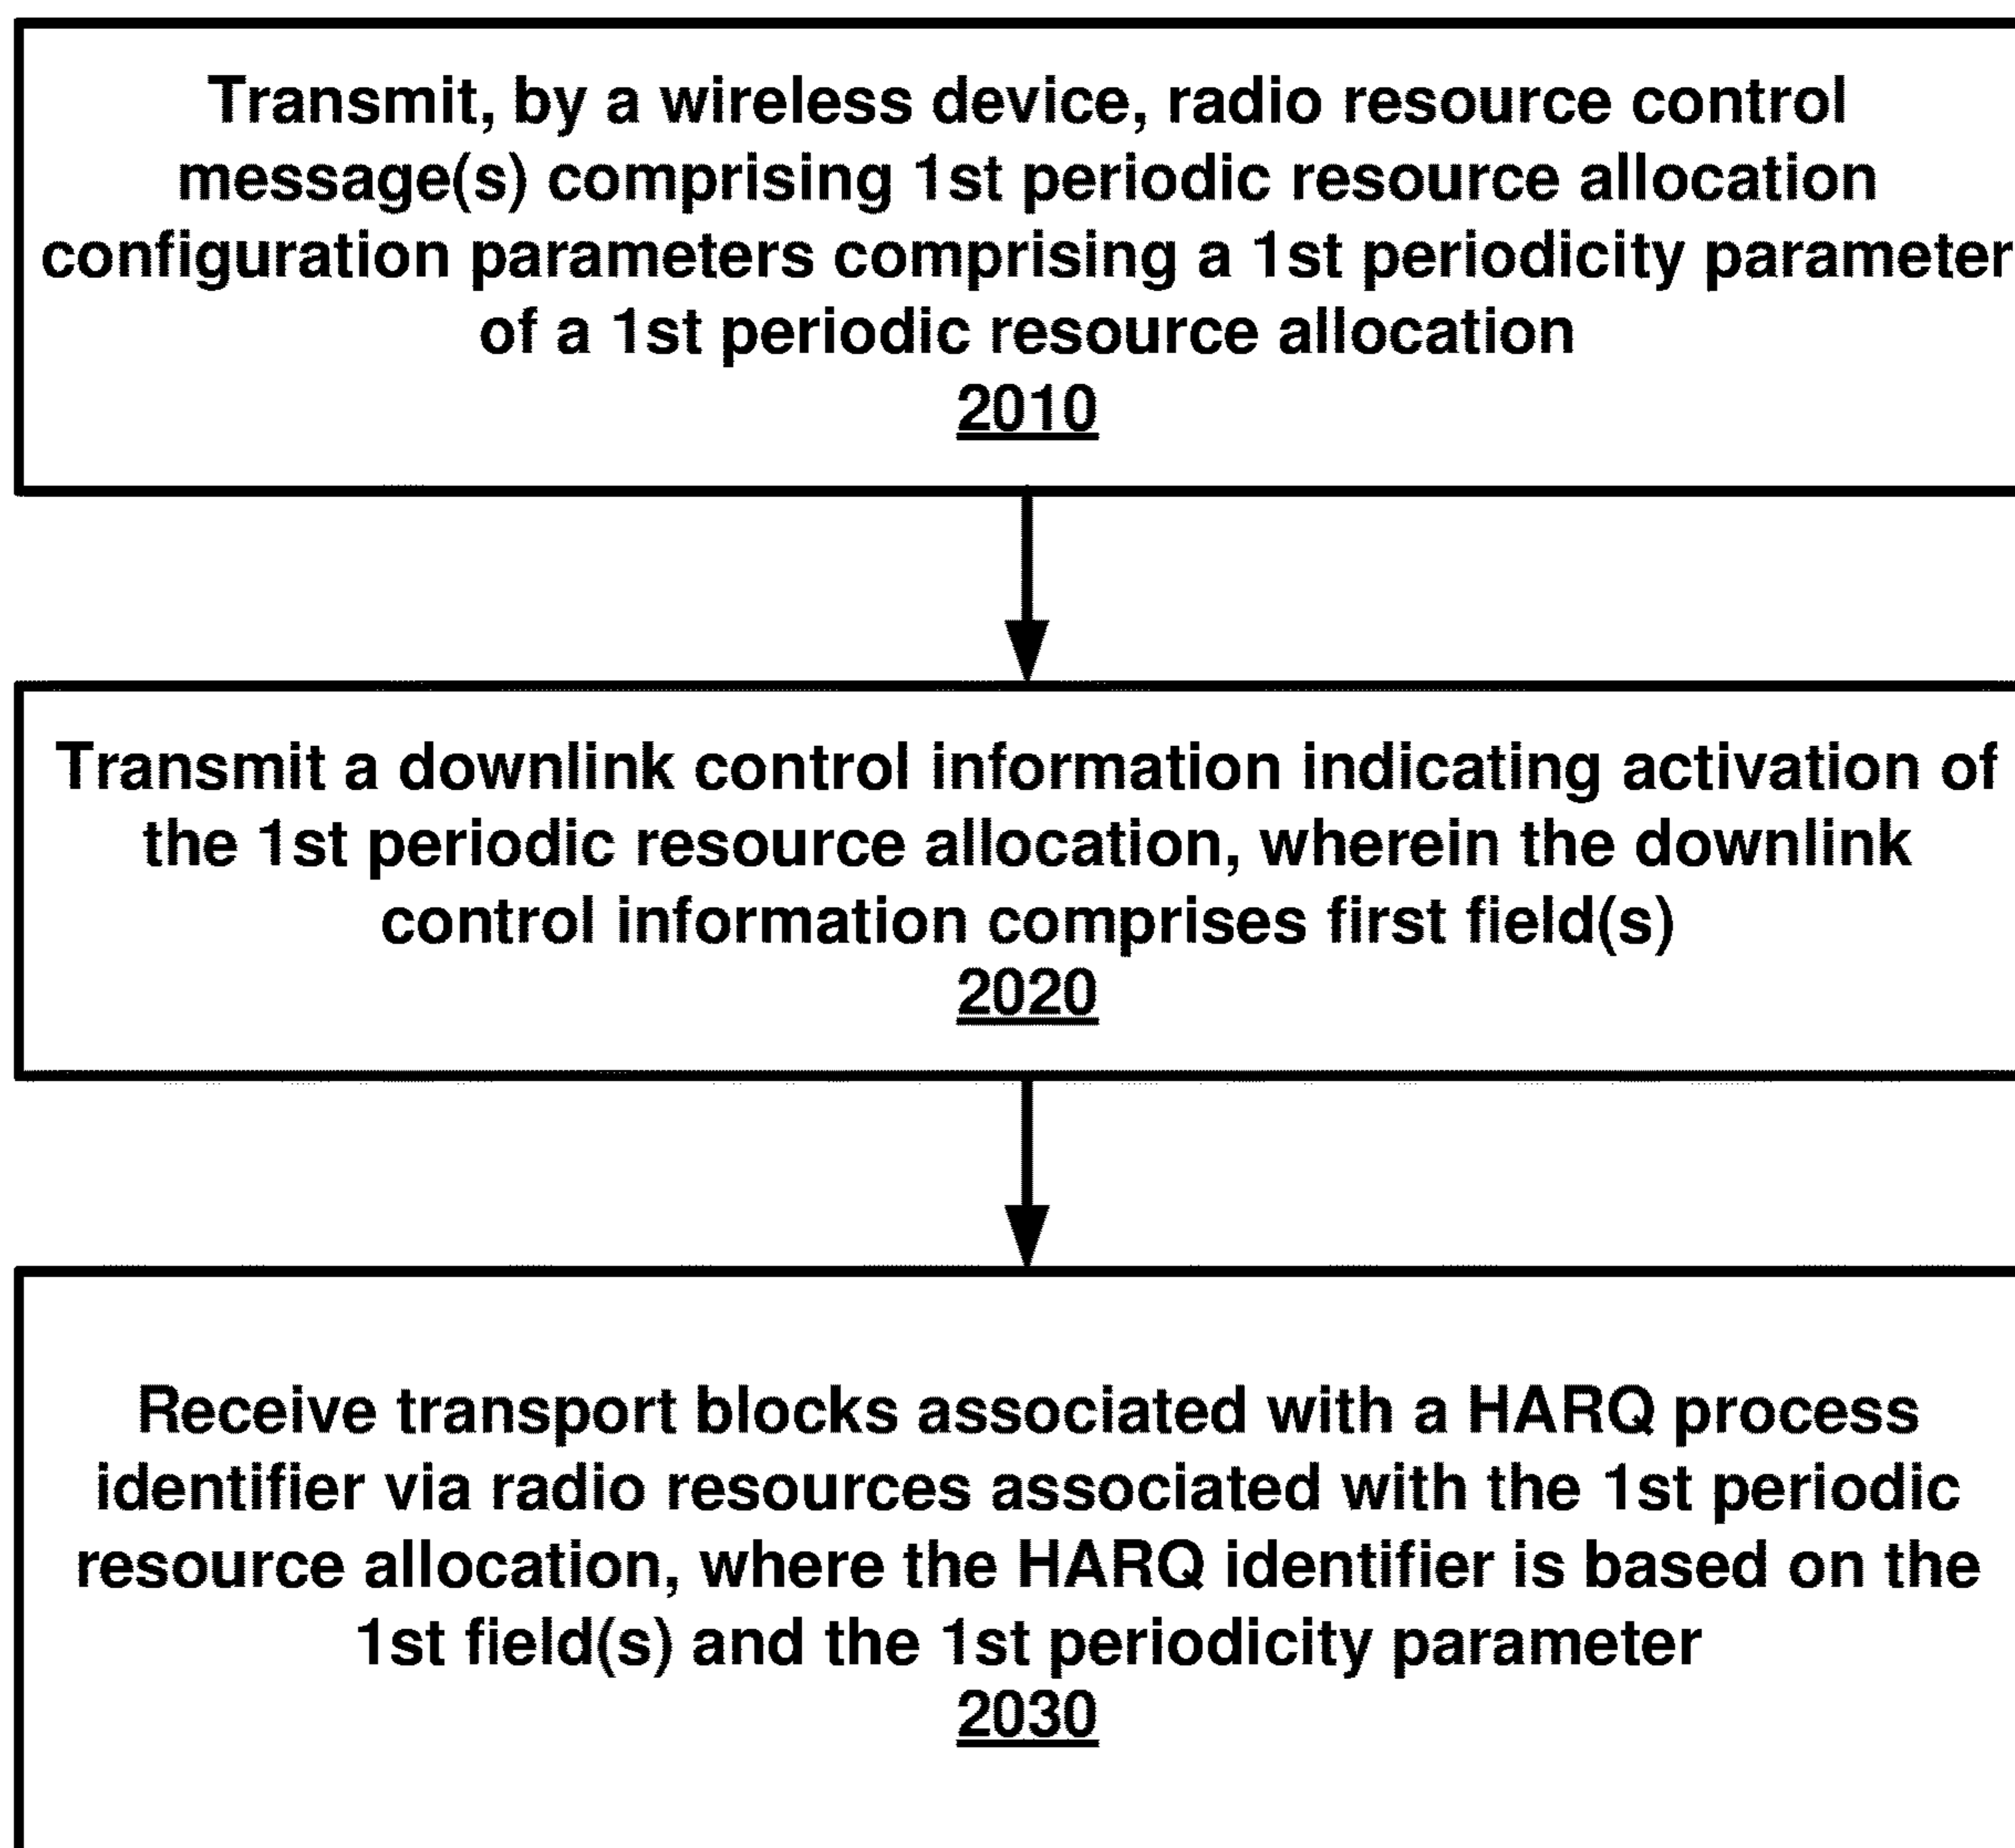 Transmit, by a wireless device, radio resource control
message(s) comprising 1st periodic resource allocation
configuration parameters comprising a 1st periodicity parameter
of a 1st periodic resource allocation
2010
Transmit a downlink control information indicating activation of
the 1st periodic resource allocation, wherein the downlink
control information comprises first field(s)
2020
Receive transport blocks associated with a HARQ process
identifier via radio resources associated with the 1st periodic
resource allocation, where the HARQ identifier is based on the
1st field(s) and the 1st periodicity parameter
2030